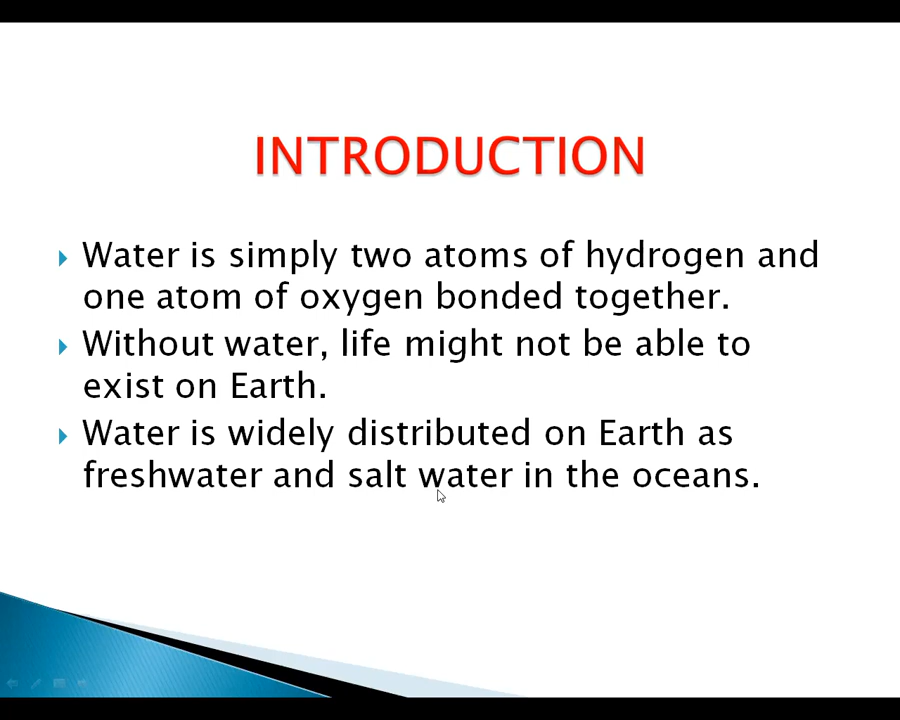 INTRODUCTION
Water is simply two atoms of hydrogen and
one atom of oxygen bonded together.
Without water, life might not be able to
exist on Earth.
Water is widely distributed on Earth as
freshwater and salt water in the oceans.